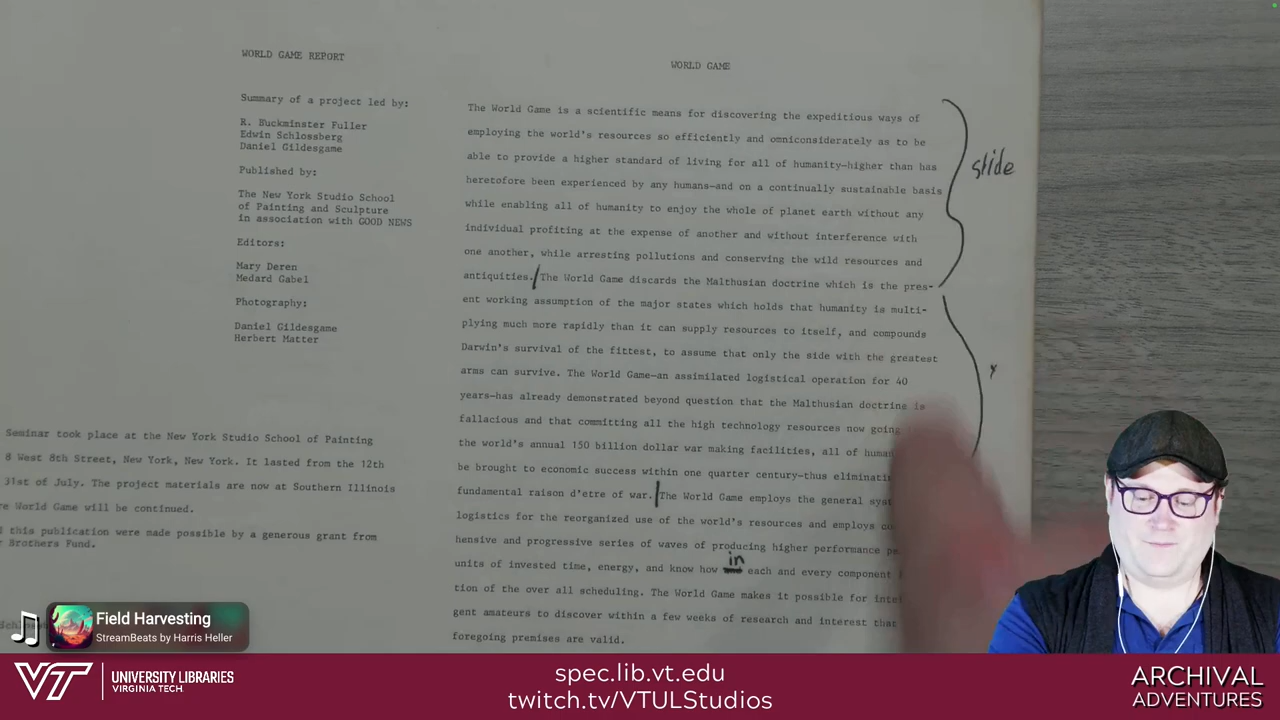 WORLD GAME REPORT
Summary of a project led by:
R. Buckminster Fuller
Edwin Schlossberg
Daniel Gildesgame
Published by:
The New York Studio School
of Painting and Sculpture
in association with GOOD NEWS
Editors:
Mary Deren
Medard Gabel
Photography:
Daniel Gildesgame
Herbert Matter
Seminar took place at the New York Studio School of Painting
8 West 8th Street, New York, New York. It lasted from the 12th
31st of July. The project materials are now at Southern Illinois
World Game will be continued.
this publication were made possible by a generous grant from
Brothers Fund.
WORLD GAME
The World Game is a scientific means for discovering the expeditious ways of
employing the world's resources so efficiently and omniconsiderately as to be
able to provide a higher standard of living for all of humanity—higher than has
heretofore been experienced by any humans—and on a continually sustainable basis
while enabling all of humanity to enjoy the whole of planet earth without any
individual profiting at the expense of another and without interference with
one another, while arresting pollutions and conserving the wild resources and
antiquities. The World Game discards the Malthusian doctrine which is the pres-
ent working assumption of the major states which holds that humanity is multi-
plying much more rapidly than it can supply resources to itself, and compounds
Darwin's survival of the fittest, to assume that only the side with the greatest
arms can survive. The World Game—an assimilated logistical operation for 40
years—has already demonstrated beyond question that the Malthusian doctrine is
fallacious and that committing all the high technology resources now going
the world's annual 150 billion dollar war making facilities, all of
be brought to economic success within one quarter century—thus
fundamental raison d'etre of war. The World Game employs the general
logistics for the reorganized use of the world's resources and employs
hensive and progressive series of waves of producing higher performance
units of invested time, energy, and know how in each and every component
tion of the over all scheduling. The World Game makes it possible for
gent amateurs to discover within a few weeks of research and interest that
foregoing premises are valid.
slide
x
Field Harvesting
StreamBeats by Harris Heller
VT
UNIVERSITY LIBRARIES
VIRGINIA TECH
spec.lib.vt.edu
twitch.tv/VTULStudios
ARCHIVAL
ADVENTURES